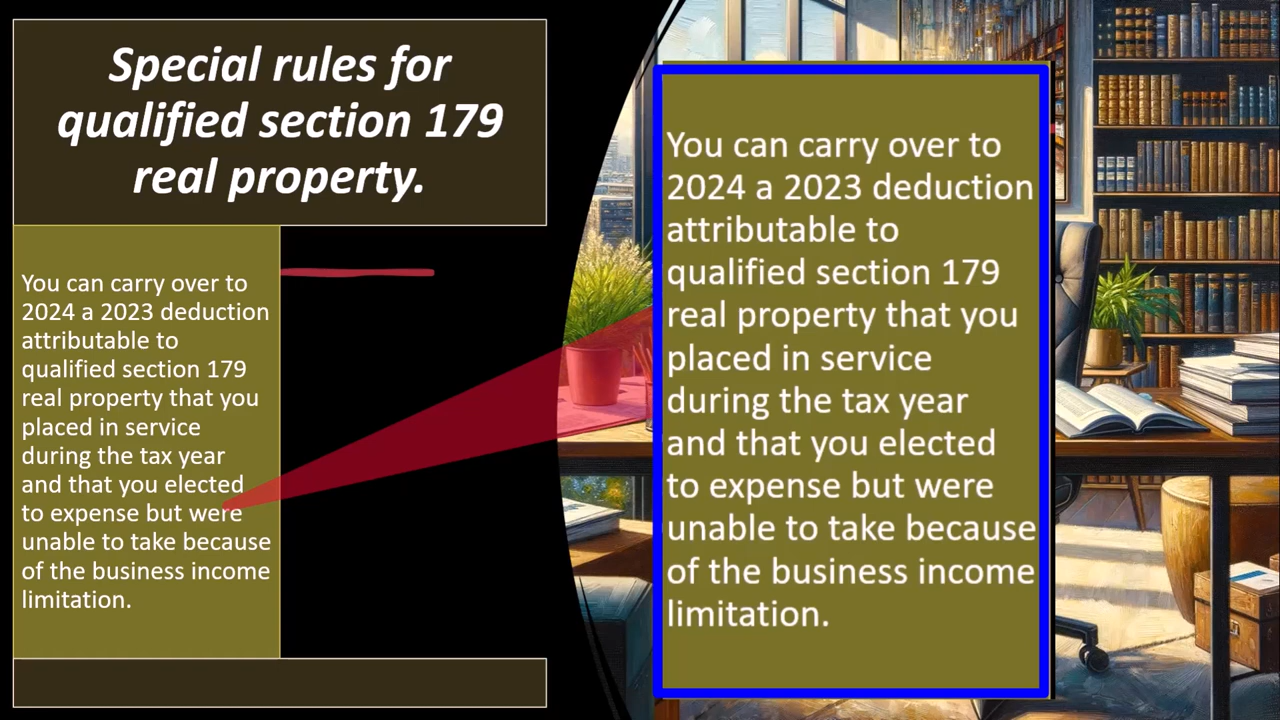 Special rules for
qualified section 179
real property.
You can carry over to
2024 a 2023 deduction
attributable to
qualified section 179
real property that you
placed in service
during the tax year
and that you elected
to expense but were
unable to take because
of the business income
limitation.
You can carry over to
2024 a 2023 deduction
attributable to
qualified section 179
real property that you
placed in service
during the tax year
and that you elected
to expense but were
unable to take because
of the business income
limitation.